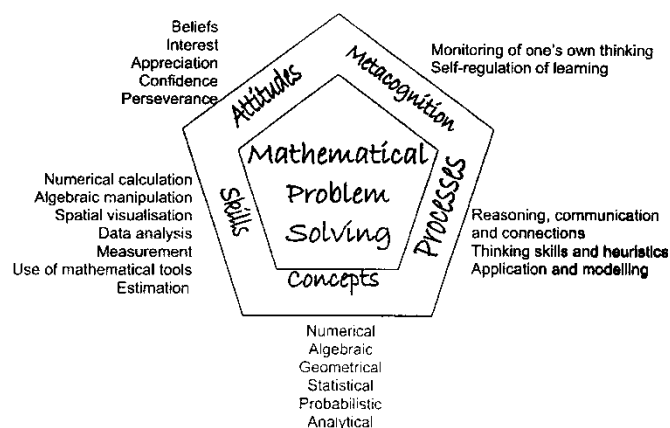 Beliefs
Interest
Appreciation
Confidence
Perseverance
Attitudes
Metacognition
Monitoring of one's own thinking
Self-regulation of learning
Mathematical
Problem
Solving
Numerical calculation
Algebraic manipulation
Spatial visualisation
Data analysis
Measurement
Use of mathematical tools
Estimation
Skills
Processes
Reasoning, communication
and connections
Thinking skills and heuristics
Application and modelling
Concepts
Numerical
Algebraic
Geometrical
Statistical
Probabilistic
Analytical